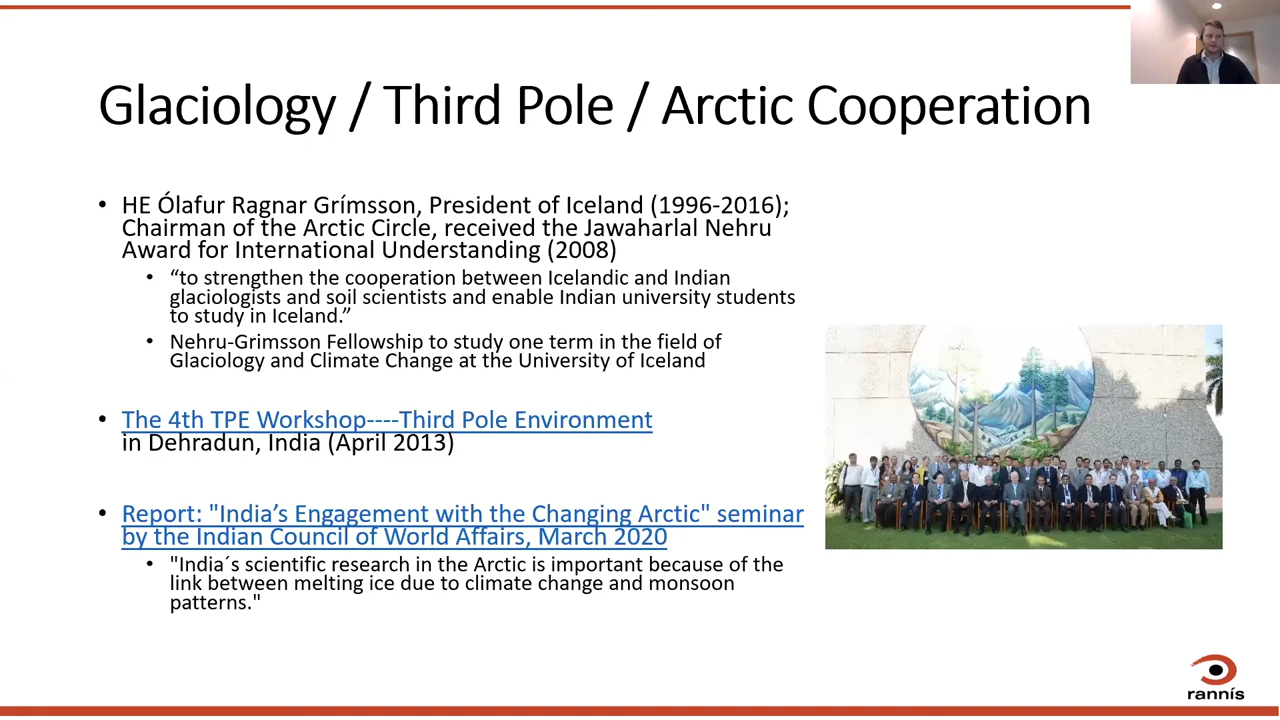 Glaciology / Third Pole / Arctic Cooperation
• HE Ólafur Ragnar Grímsson, President of Iceland (1996-2016);
Chairman of the Arctic Circle, received the Jawaharlal Nehru
Award for International Understanding (2008)
• “to strengthen the cooperation between Icelandic and Indian
glaciologists and soil scientists and enable Indian university students
to study in Iceland.”
• Nehru-Grimsson Fellowship to study one term in the field of
Glaciology and Climate Change at the University of Iceland
• The 4th TPE Workshop----Third Pole Environment
in Dehradun, India (April 2013)
• Report: "India’s Engagement with the Changing Arctic" seminar
by the Indian Council of World Affairs, March 2020
• "India´s scientific research in the Arctic is important because of the
link between melting ice due to climate change and monsoon
patterns."
rannís